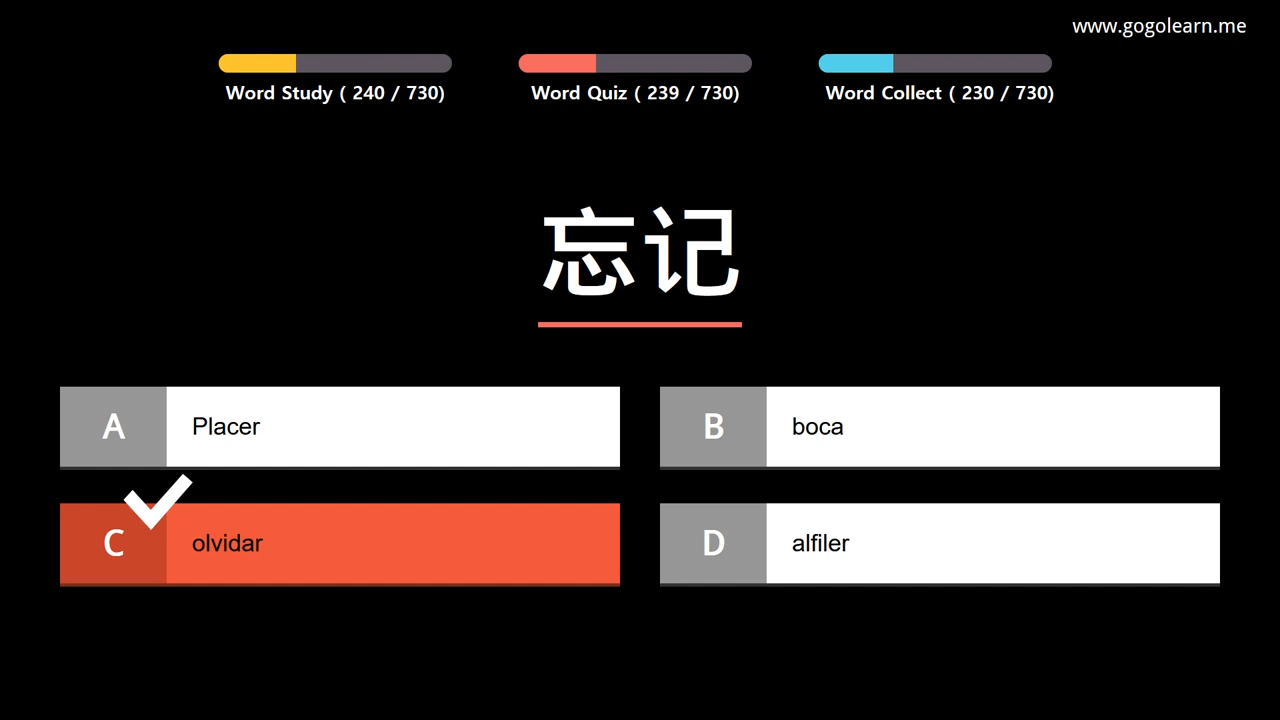 www.gogolearn.me
Word Study ( 240 / 730)
Word Quiz ( 239 / 730)
Word Collect ( 230 / 730)
忘记
A Placer
B boca
C olvidar
D alfiler